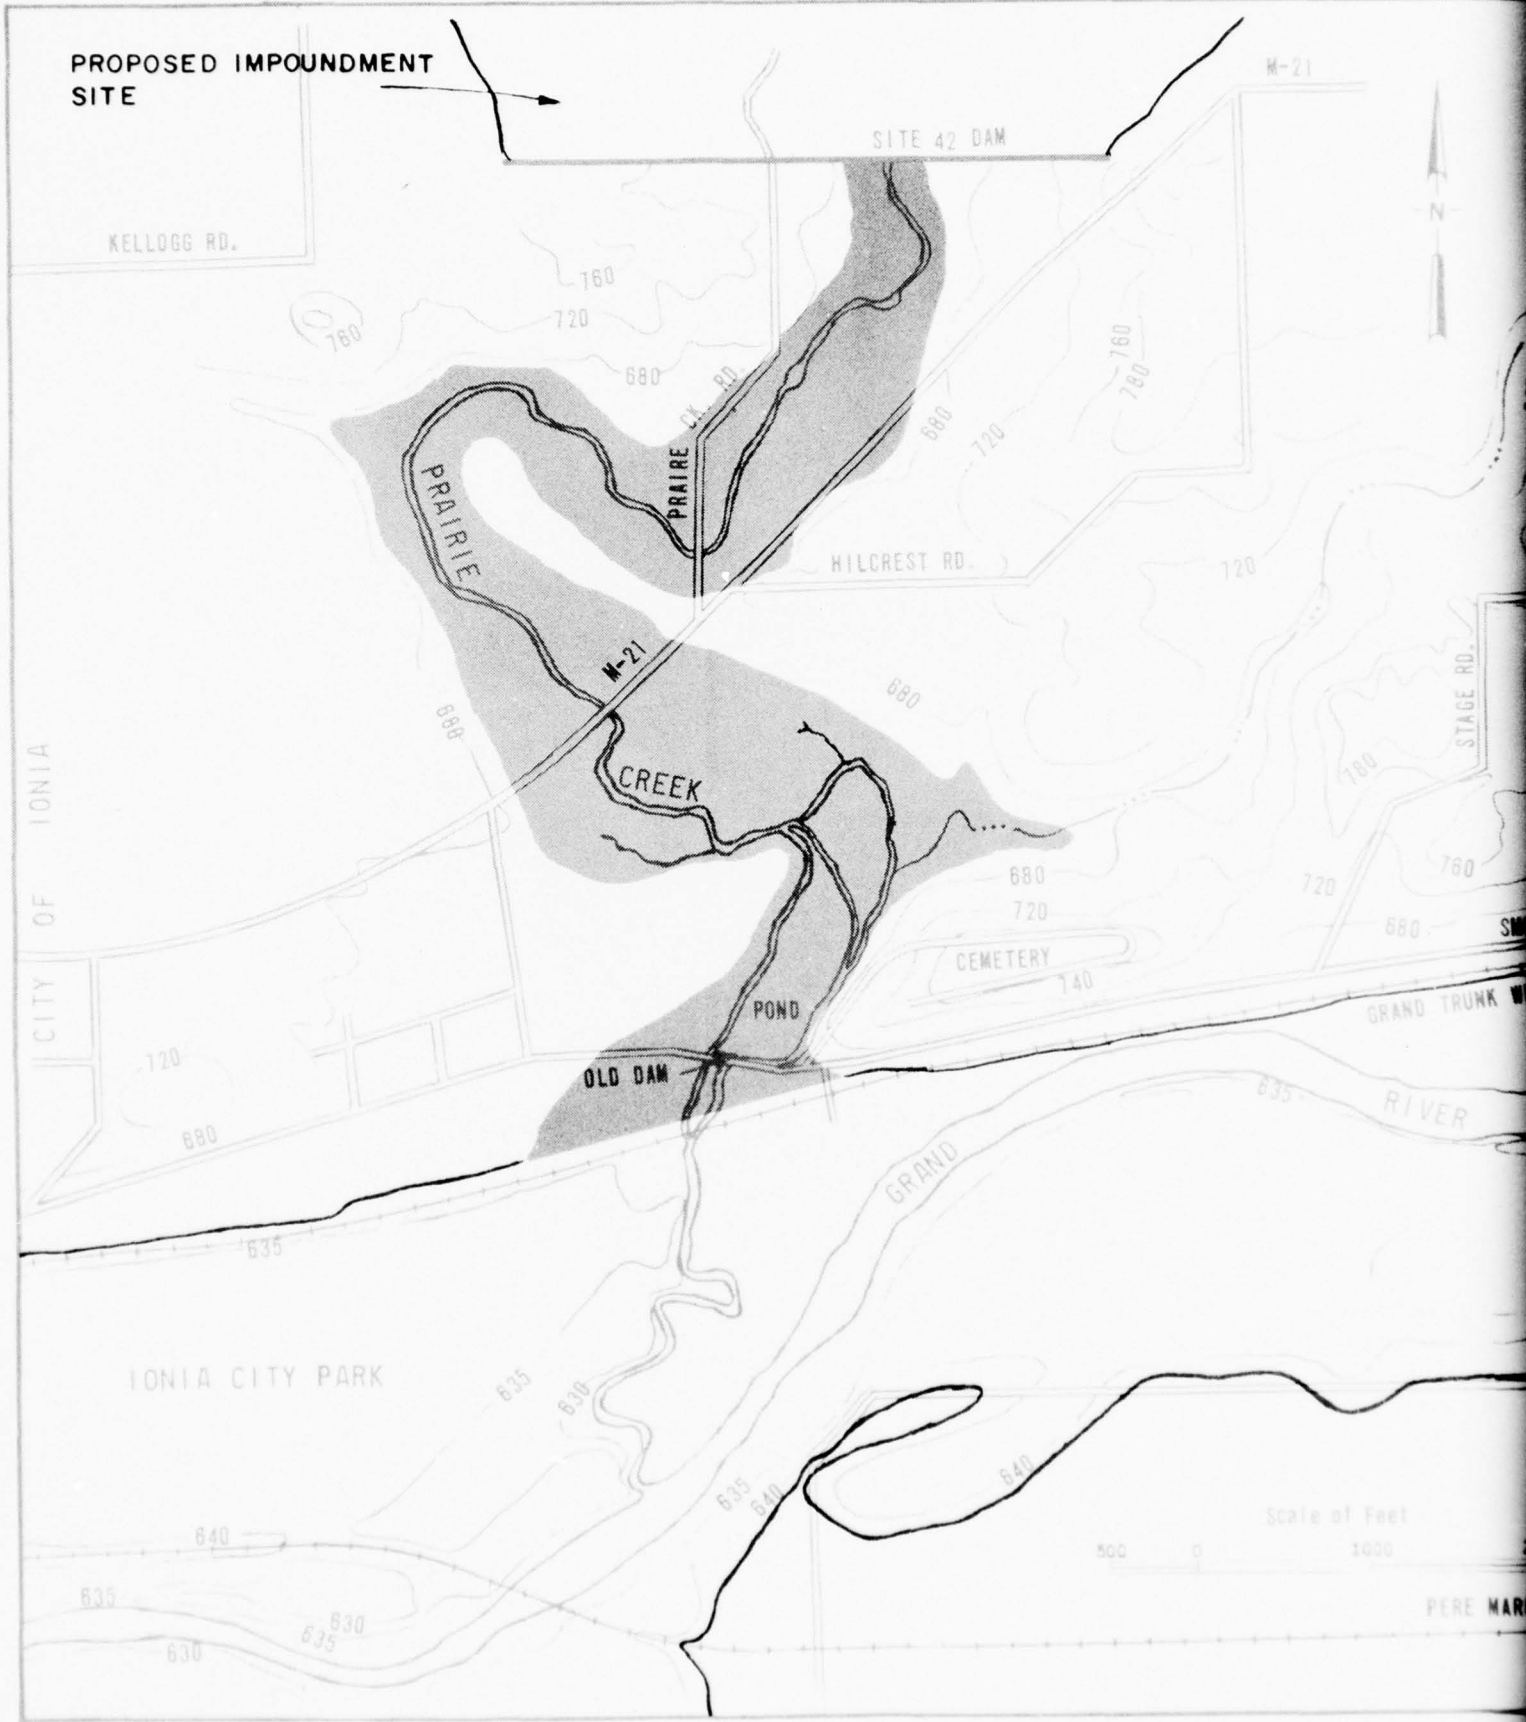 PROPOSED IMPOUNDMENT
SITE
M-21
SITE 42 DAM
N
KELLOGG RD.
760
720
760
680
PRAIRE CK. RD
760
780
680
720
PRAIRIE
HILCREST RD.
720
M-21
680
680
STAGE RD.
CREEK
780
CITY OF IONIA
680
720
760
720
680
CEMETERY
740
POND
GRAND TRUNK
720
OLD DAM
635
RIVER
680
GRAND
635
IONIA CITY PARK
635
630
640
635
640
Scale of Feet
500
0
1000
640
635
630
635
630
PERE MAR